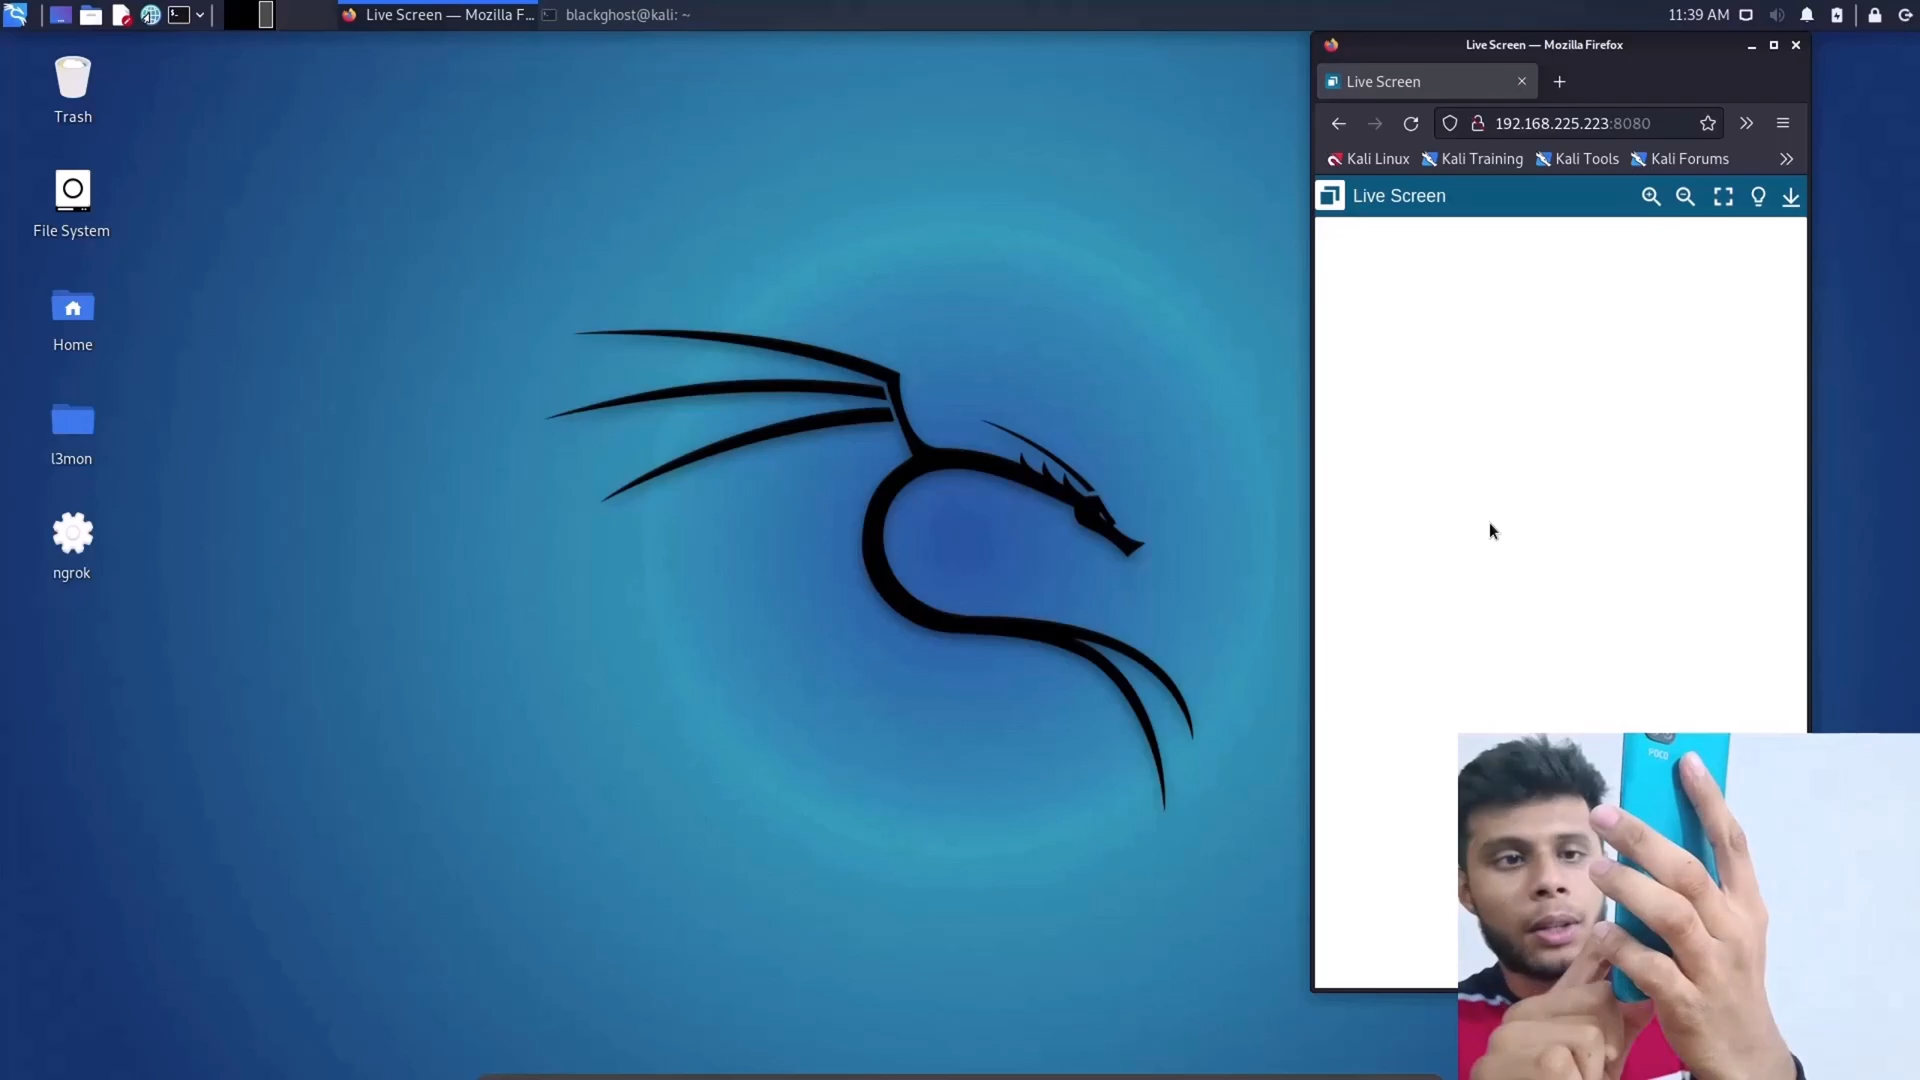 Live Screen — Mozilla F...
blackghost@kali: ~
11:39 AM
Trash
File System
Home
l3mon
ngrok
Live Screen — Mozilla Firefox
Live Screen
192.168.225.223:8080
Kali Linux
Kali Training
Kali Tools
Kali Forums
Live Screen
POCO